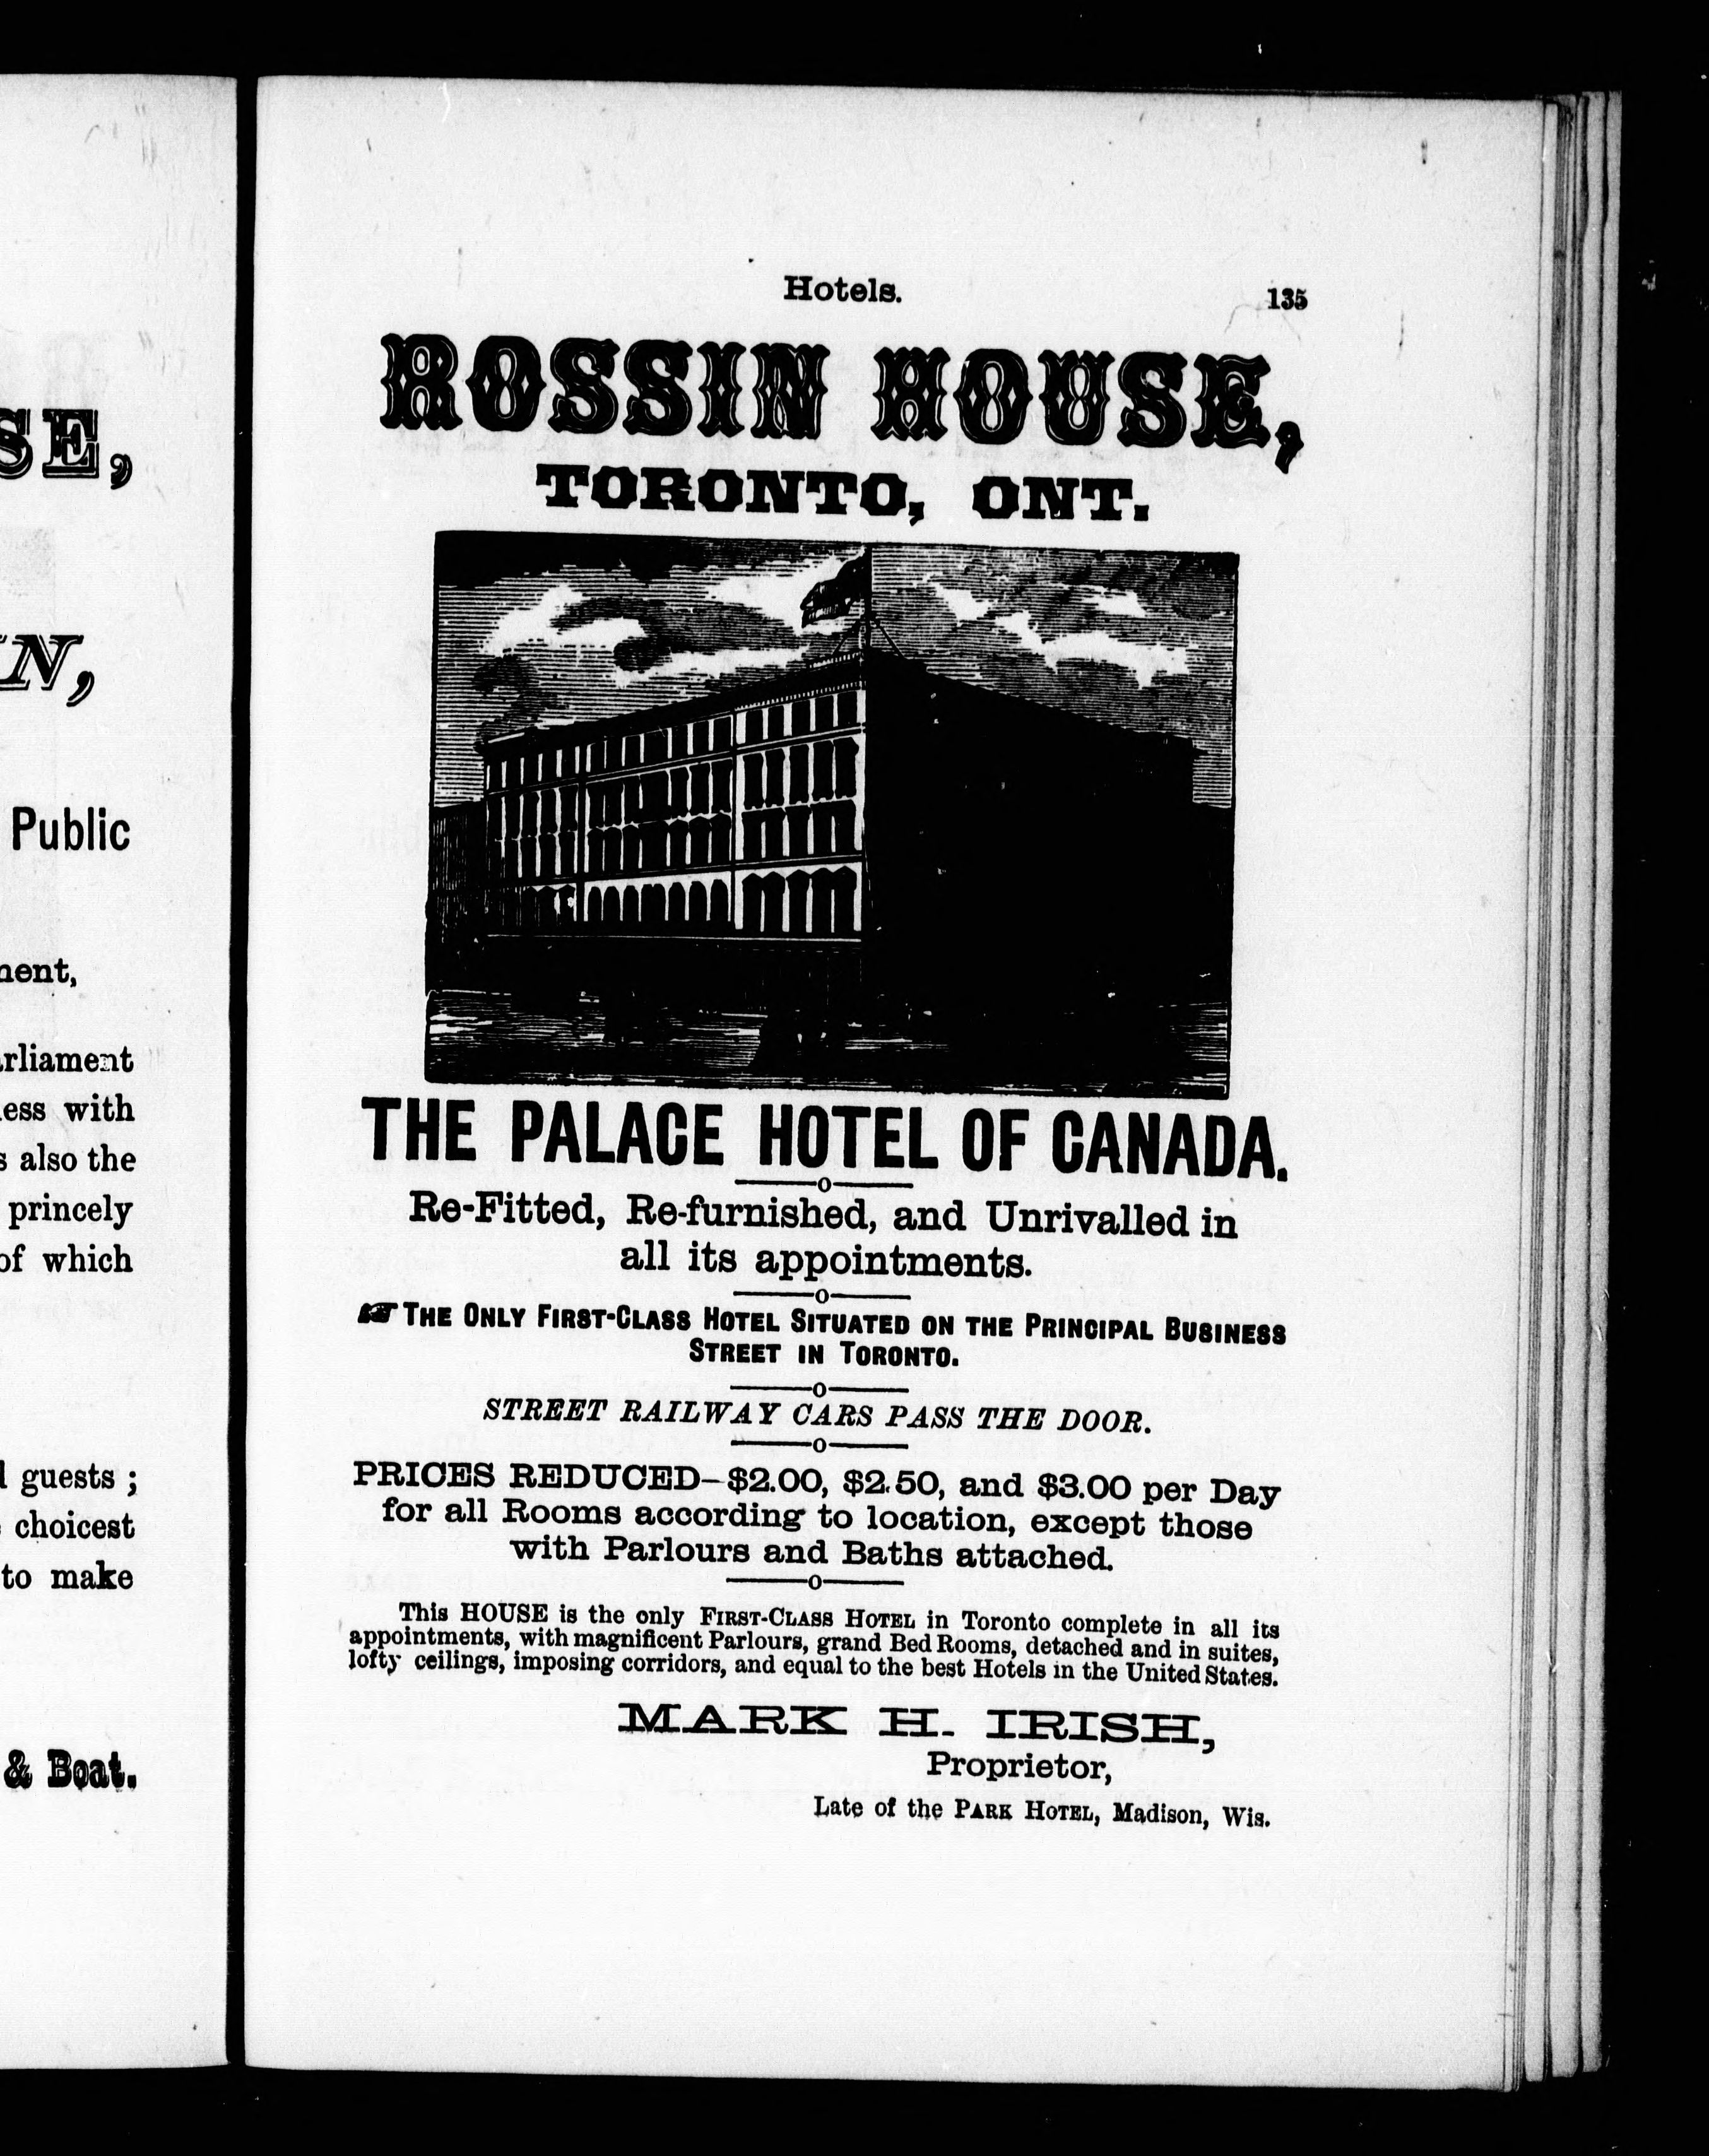 SE,
N,
Public
ment,
rliament
ess with
s also the
princely
of which
l guests ;
choicest
to make
& Boat.
Hotels. 135
ROSSIN HOUSE,
TORONTO, ONT.
THE PALACE HOTEL OF CANADA.
Re-Fitted, Re-furnished, and Unrivalled in
all its appointments.
☞ THE ONLY FIRST-CLASS HOTEL SITUATED ON THE PRINCIPAL BUSINESS
STREET IN TORONTO.
STREET RAILWAY CARS PASS THE DOOR.
PRICES REDUCED—$2.00, $2.50, and $3.00 per Day
for all Rooms according to location, except those
with Parlours and Baths attached.
This HOUSE is the only FIRST-CLASS HOTEL in Toronto complete in all its
appointments, with magnificent Parlours, grand Bed Rooms, detached and in suites,
lofty ceilings, imposing corridors, and equal to the best Hotels in the United States.
MARK H. IRISH,
Proprietor,
Late of the PARK HOTEL, Madison, Wis.